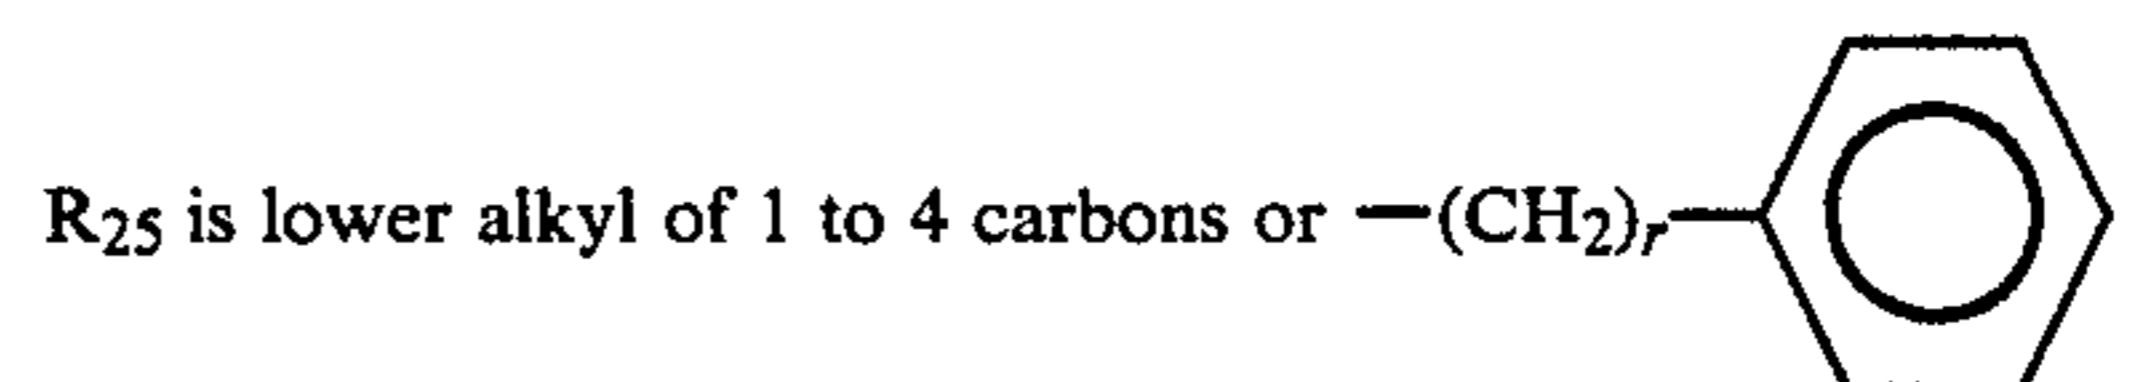 R₂₅ is lower alkyl of 1 to 4 carbons or —(CH₂)ᵣ—